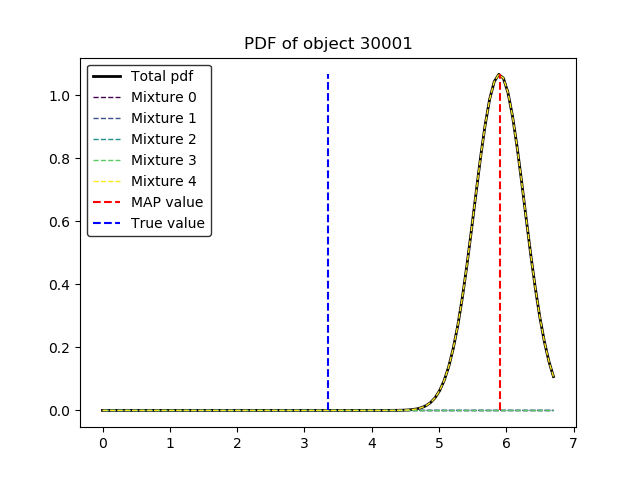 PDF of object 30001
Total pdf
Mixture 0
Mixture 1
Mixture 2
Mixture 3
Mixture 4
MAP value
True value
1.0
0.8
0.6
0.4
0.2
0.0
0 1 2 3 4 5 6 7